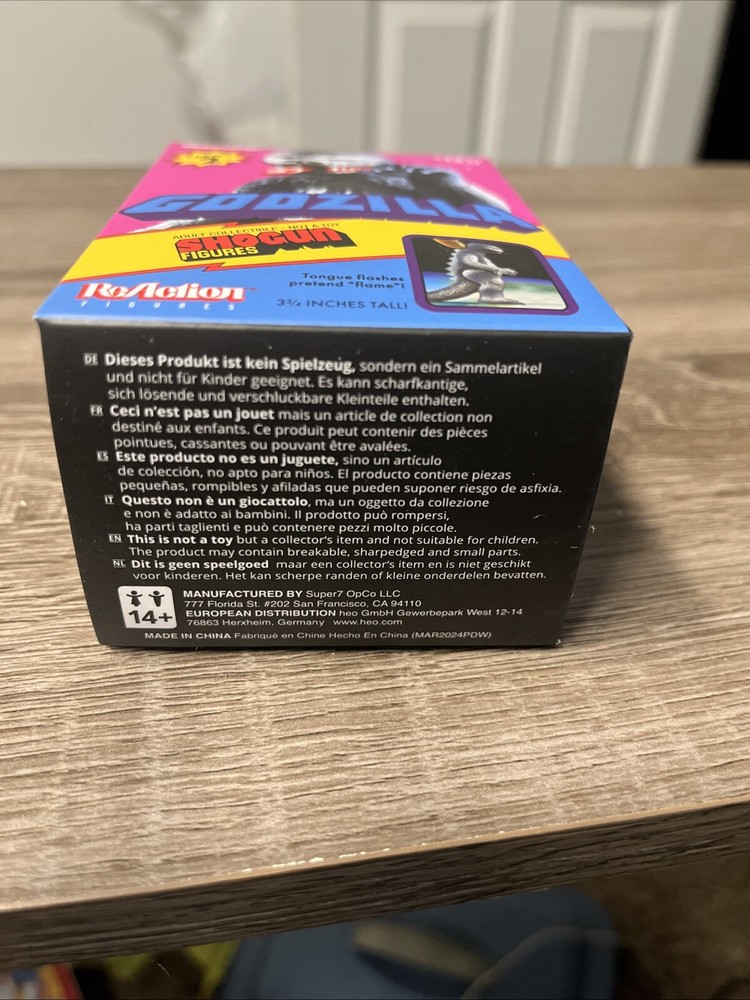 GODZILLA
ADULT COLLECTIBLE - NOT A TOY
SHOGUN
FIGURES
ReAction™
FIGURES
Tongue flashes
pretend "flame"!
3¾ INCHES TALL!
DE Dieses Produkt ist kein Spielzeug, sondern ein Sammelartikel
und nicht für Kinder geeignet. Es kann scharfkantige,
sich lösende und verschluckbare Kleinteile enthalten.
FR Ceci n'est pas un jouet mais un article de collection non
destiné aux enfants. Ce produit peut contenir des pièces
pointues, cassantes ou pouvant être avalées.
ES Este producto no es un juguete, sino un artículo
de colección, no apto para niños. El producto contiene piezas
pequeñas, rompibles y afiladas que pueden suponer riesgo de asfixia.
IT Questo non è un giocattolo, ma un oggetto da collezione
e non è adatto ai bambini. Il prodotto può rompersi,
ha parti taglienti e può contenere pezzi molto piccole.
EN This is not a toy but a collector's item and not suitable for children.
The product may contain breakable, sharpedged and small parts.
NL Dit is geen speelgoed maar een collector's item en is niet geschikt
voor kinderen. Het kan scherpe randen of kleine onderdelen bevatten.
14+
MANUFACTURED BY Super7 OpCo LLC
777 Florida St. #202 San Francisco, CA 94110
EUROPEAN DISTRIBUTION heo GmbH Gewerbepark West 12-14
76863 Herxheim, Germany www.heo.com
MADE IN CHINA Fabriqué en Chine Hecho En China (MAR2024PDW)